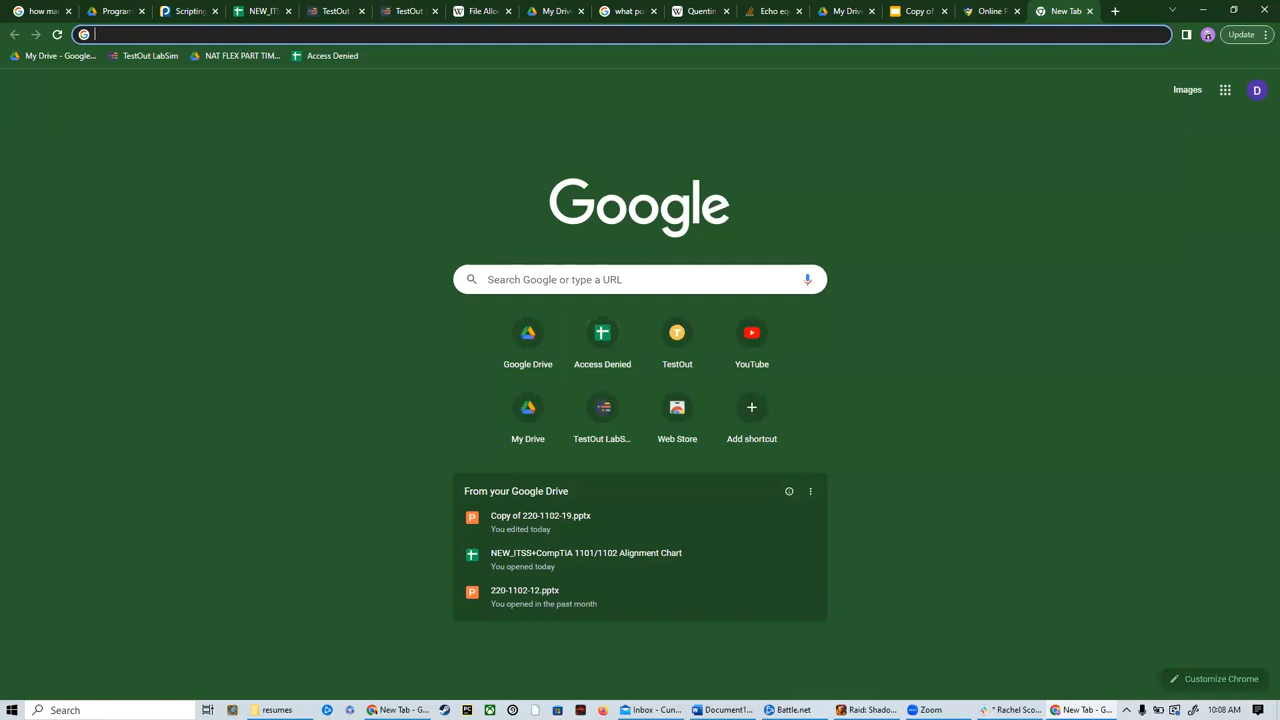 how mar
Program
Scripting
NEW_ITS
TestOut
TestOut
File Alloc
My Drive
what po
Quentin
Echo eq
My Drive
Copy of
Online P
New Tab
Update
My Drive - Google...
TestOut LabSim
NAT FLEX PART TIM...
Access Denied
Images
D
Google
Search Google or type a URL
Google Drive
Access Denied
TestOut
YouTube
My Drive
TestOut LabS...
Web Store
Add shortcut
From your Google Drive
Copy of 220-1102-19.pptx
You edited today
NEW_ITSS+CompTIA 1101/1102 Alignment Chart
You opened today
220-1102-12.pptx
You opened in the past month
Customize Chrome
Search
resumes
New Tab - G...
Inbox - Cun...
Document1...
Battle.net
Raid: Shado...
Zoom
* Rachel Sco...
New Tab - G...
10:08 AM